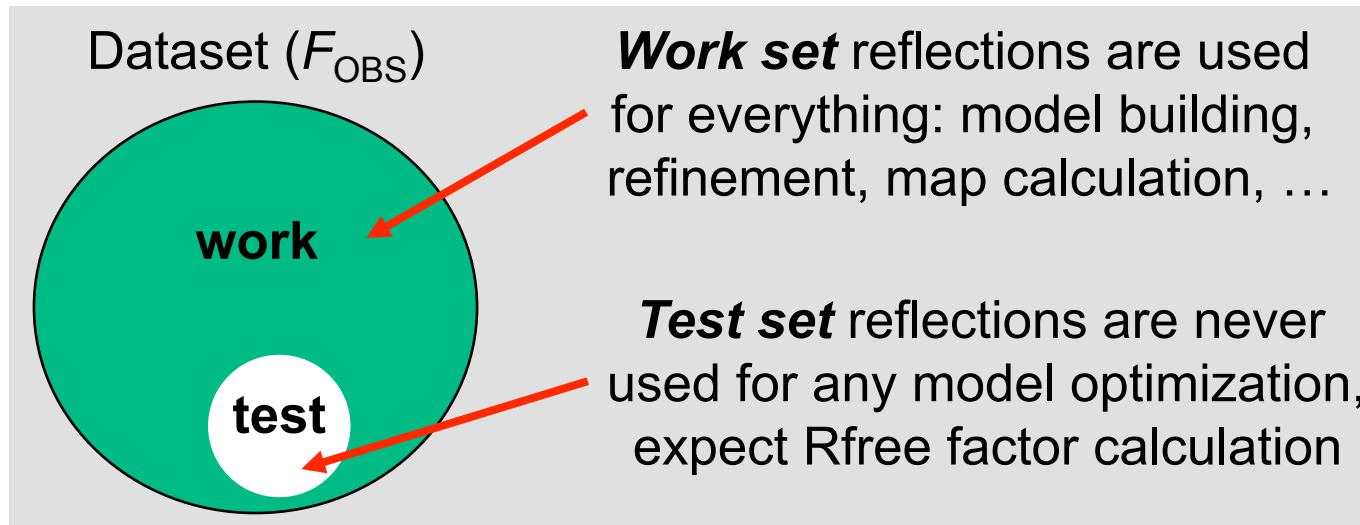 Dataset (F_OBS)
work
test
Work set reflections are used
for everything: model building,
refinement, map calculation, …
Test set reflections are never
used for any model optimization,
expect Rfree factor calculation